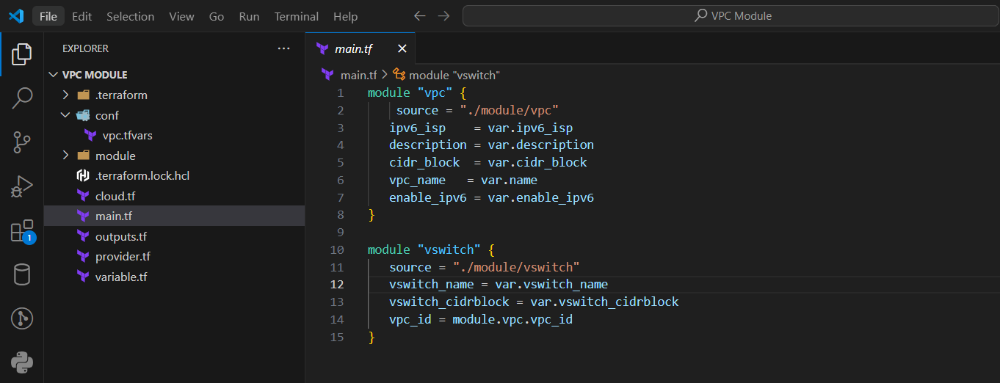 File Edit Selection View Go Run Terminal Help ← → VPC Module
EXPLORER ...
VPC MODULE
.terraform
conf
vpc.tfvars
module
.terraform.lock.hcl
cloud.tf
main.tf
outputs.tf
provider.tf
variable.tf
1
main.tf ×
main.tf > module "vswitch"
1 module "vpc" {
2 source = "./module/vpc"
3 ipv6_isp = var.ipv6_isp
4 description = var.description
5 cidr_block = var.cidr_block
6 vpc_name = var.name
7 enable_ipv6 = var.enable_ipv6
8 }
9
10 module "vswitch" {
11 source = "./module/vswitch"
12 vswitch_name = var.vswitch_name
13 vswitch_cidrblock = var.vswitch_cidrblock
14 vpc_id = module.vpc.vpc_id
15 }